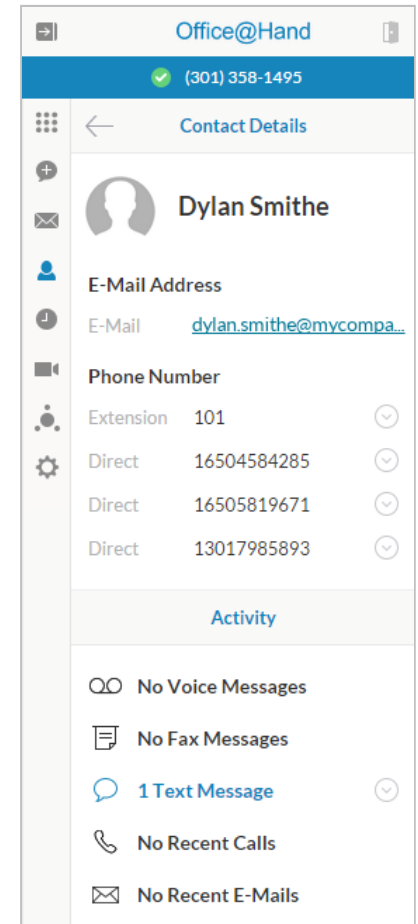 Office@Hand
(301) 358-1495
Contact Details
Dylan Smithe
E-Mail Address
E-Mail dylan.smithe@mycompa...
Phone Number
Extension 101
Direct 16504584285
Direct 16505819671
Direct 13017985893
Activity
No Voice Messages
No Fax Messages
1 Text Message
No Recent Calls
No Recent E-Mails